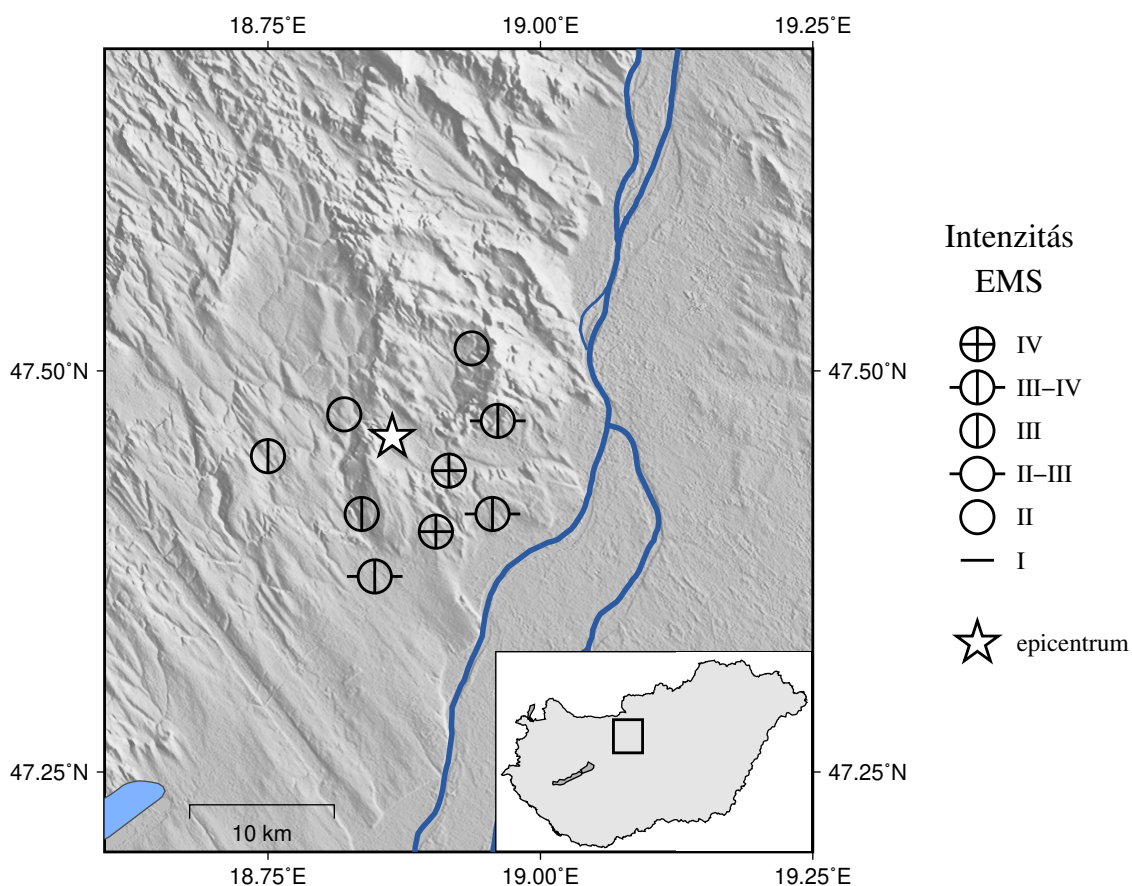 18.75˚E 19.00˚E 19.25˚E
47.50˚N 47.50˚N
47.25˚N 47.25˚N
10 km
18.75˚E 19.00˚E 19.25˚E
Intenzitás
EMS
IV
III–IV
III
II–III
II
I
epicentrum